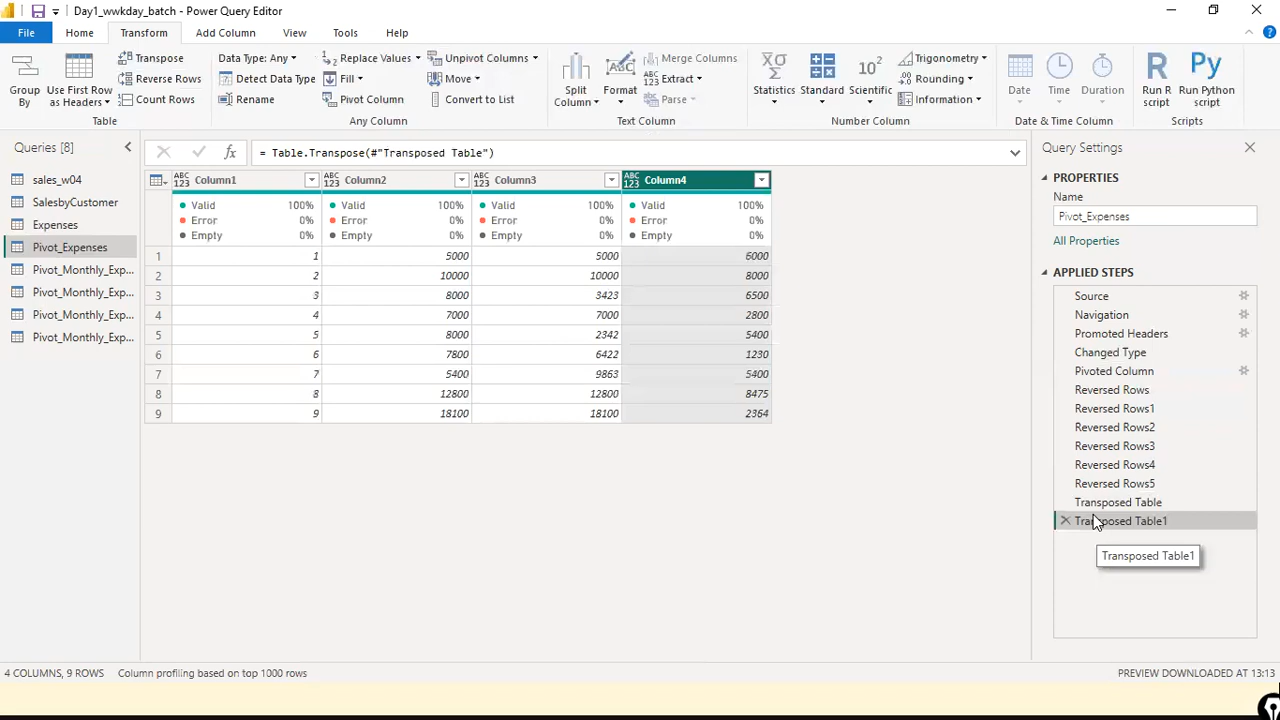 Day1_wwkday_batch - Power Query Editor
File Home Transform Add Column View Tools Help
Group By
Use First Row as Headers
Transpose
Reverse Rows
Count Rows
Table
Data Type: Any
Detect Data Type
Rename
Replace Values
Fill
Pivot Column
Unpivot Columns
Move
Convert to List
Any Column
Split Column
Format
Merge Columns
Extract
Parse
Text Column
Statistics
Standard
Scientific
Trigonometry
Rounding
Information
Number Column
Date
Time
Duration
Date & Time Column
Run R script
Run Python script
Scripts
Queries [8]
sales_w04
SalesbyCustomer
Expenses
Pivot_Expenses
Pivot_Monthly_Exp...
Pivot_Monthly_Exp...
Pivot_Monthly_Exp...
Pivot_Monthly_Exp...
= Table.Transpose(#"Transposed Table")
ABC 123 Column1 ABC 123 Column2 ABC 123 Column3 ABC 123 Column4
Valid 100% Valid 100% Valid 100% Valid 100%
Error 0% Error 0% Error 0% Error 0%
Empty 0% Empty 0% Empty 0% Empty 0%
1 1 5000 5000 6000
2 2 10000 10000 8000
3 3 8000 3423 6500
4 4 7000 7000 2800
5 5 8000 2342 5400
6 6 7800 6422 1230
7 7 5400 9863 5400
8 8 12800 12800 8475
9 9 18100 18100 2364
Query Settings
PROPERTIES
Name
Pivot_Expenses
All Properties
APPLIED STEPS
Source
Navigation
Promoted Headers
Changed Type
Pivoted Column
Reversed Rows
Reversed Rows1
Reversed Rows2
Reversed Rows3
Reversed Rows4
Reversed Rows5
Transposed Table
Transposed Table1
Transposed Table1
4 COLUMNS, 9 ROWS Column profiling based on top 1000 rows PREVIEW DOWNLOADED AT 13:13